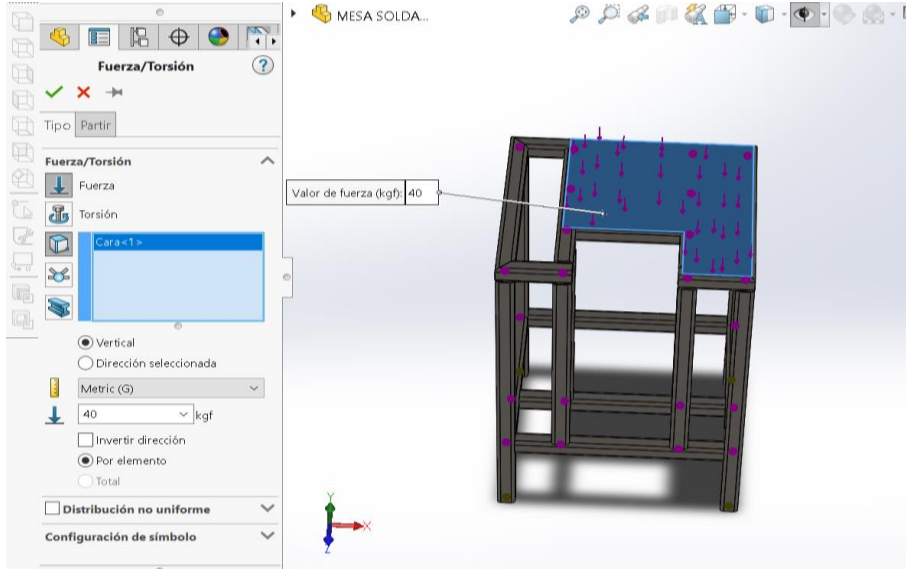 MESA SOLDA...
Fuerza/Torsión
?
Tipo Partir
Fuerza/Torsión
Fuerza
Torsión
Cara<1>
Vertical
Dirección seleccionada
Metric (G)
40 kgf
Invertir dirección
Por elemento
Total
Distribución no uniforme
Configuración de símbolo
Valor de fuerza (kgf): 40
Y
X
Z